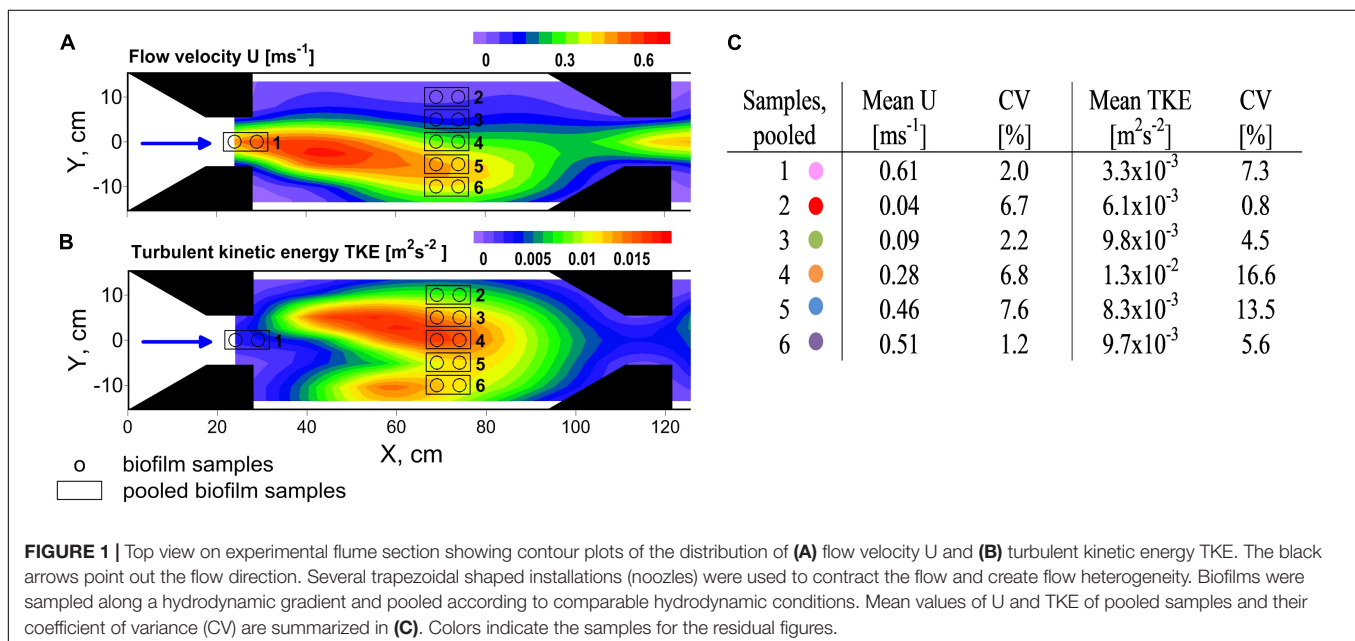 A
Flow velocity U [ms-1]
0 0.3 0.6
10
0
-10
Y, cm
1
2
3
4
5
6
B
Turbulent kinetic energy TKE [m2s-2 ]
0 0.005 0.01 0.015
10
0
-10
Y, cm
1
2
3
4
5
6
0 20 40 60 80 100 120
X, cm
o biofilm samples
pooled biofilm samples
C
Samples, pooled Mean U [ms-1] CV [%] Mean TKE [m2s-2] CV [%]
1 0.61 2.0 3.3x10-3 7.3
2 0.04 6.7 6.1x10-3 0.8
3 0.09 2.2 9.8x10-3 4.5
4 0.28 6.8 1.3x10-2 16.6
5 0.46 7.6 8.3x10-3 13.5
6 0.51 1.2 9.7x10-3 5.6
FIGURE 1 | Top view on experimental flume section showing contour plots of the distribution of (A) flow velocity U and (B) turbulent kinetic energy TKE. The black
arrows point out the flow direction. Several trapezoidal shaped installations (noozles) were used to contract the flow and create flow heterogeneity. Biofilms were
sampled along a hydrodynamic gradient and pooled according to comparable hydrodynamic conditions. Mean values of U and TKE of pooled samples and their
coefficient of variance (CV) are summarized in (C). Colors indicate the samples for the residual figures.